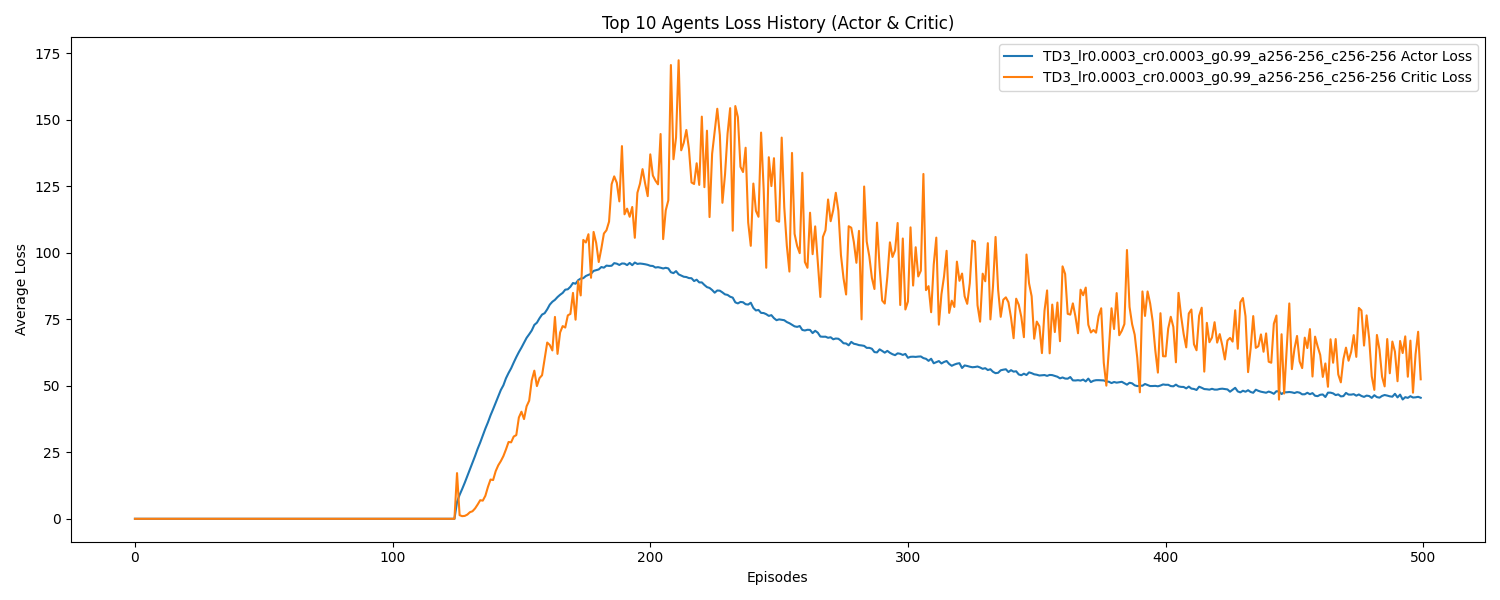 Top 10 Agents Loss History (Actor & Critic)
TD3_lr0.0003_cr0.0003_g0.99_a256-256_c256-256 Actor Loss
TD3_lr0.0003_cr0.0003_g0.99_a256-256_c256-256 Critic Loss
Average Loss
175
150
125
100
75
50
25
0
0 100 200 300 400 500
Episodes